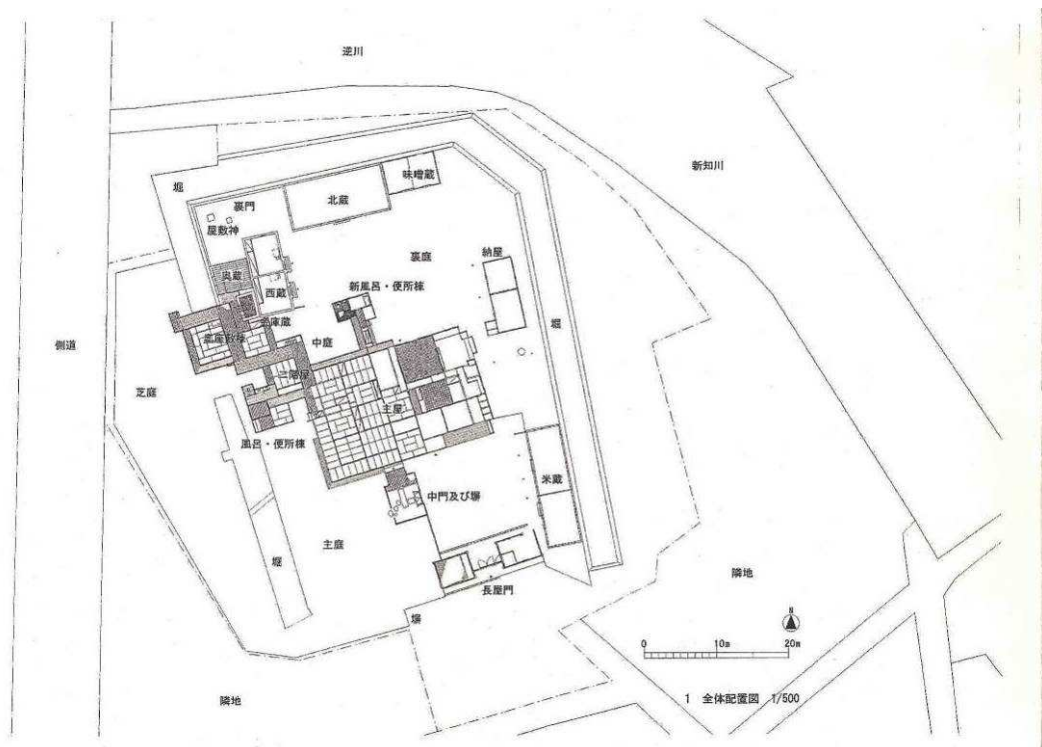 逆川
新知川
味噌蔵
堀
北蔵
裏門
屋敷神
裏庭
納屋
奥蔵
西蔵
新風呂・便所棟
堀
側道
中庭
二階屋
芝庭
主屋
風呂・便所棟
米蔵
中門及び塀
主庭
堀
隣地
長屋門
N
0
10m
20m
隣地
1 全体配置図 1/500